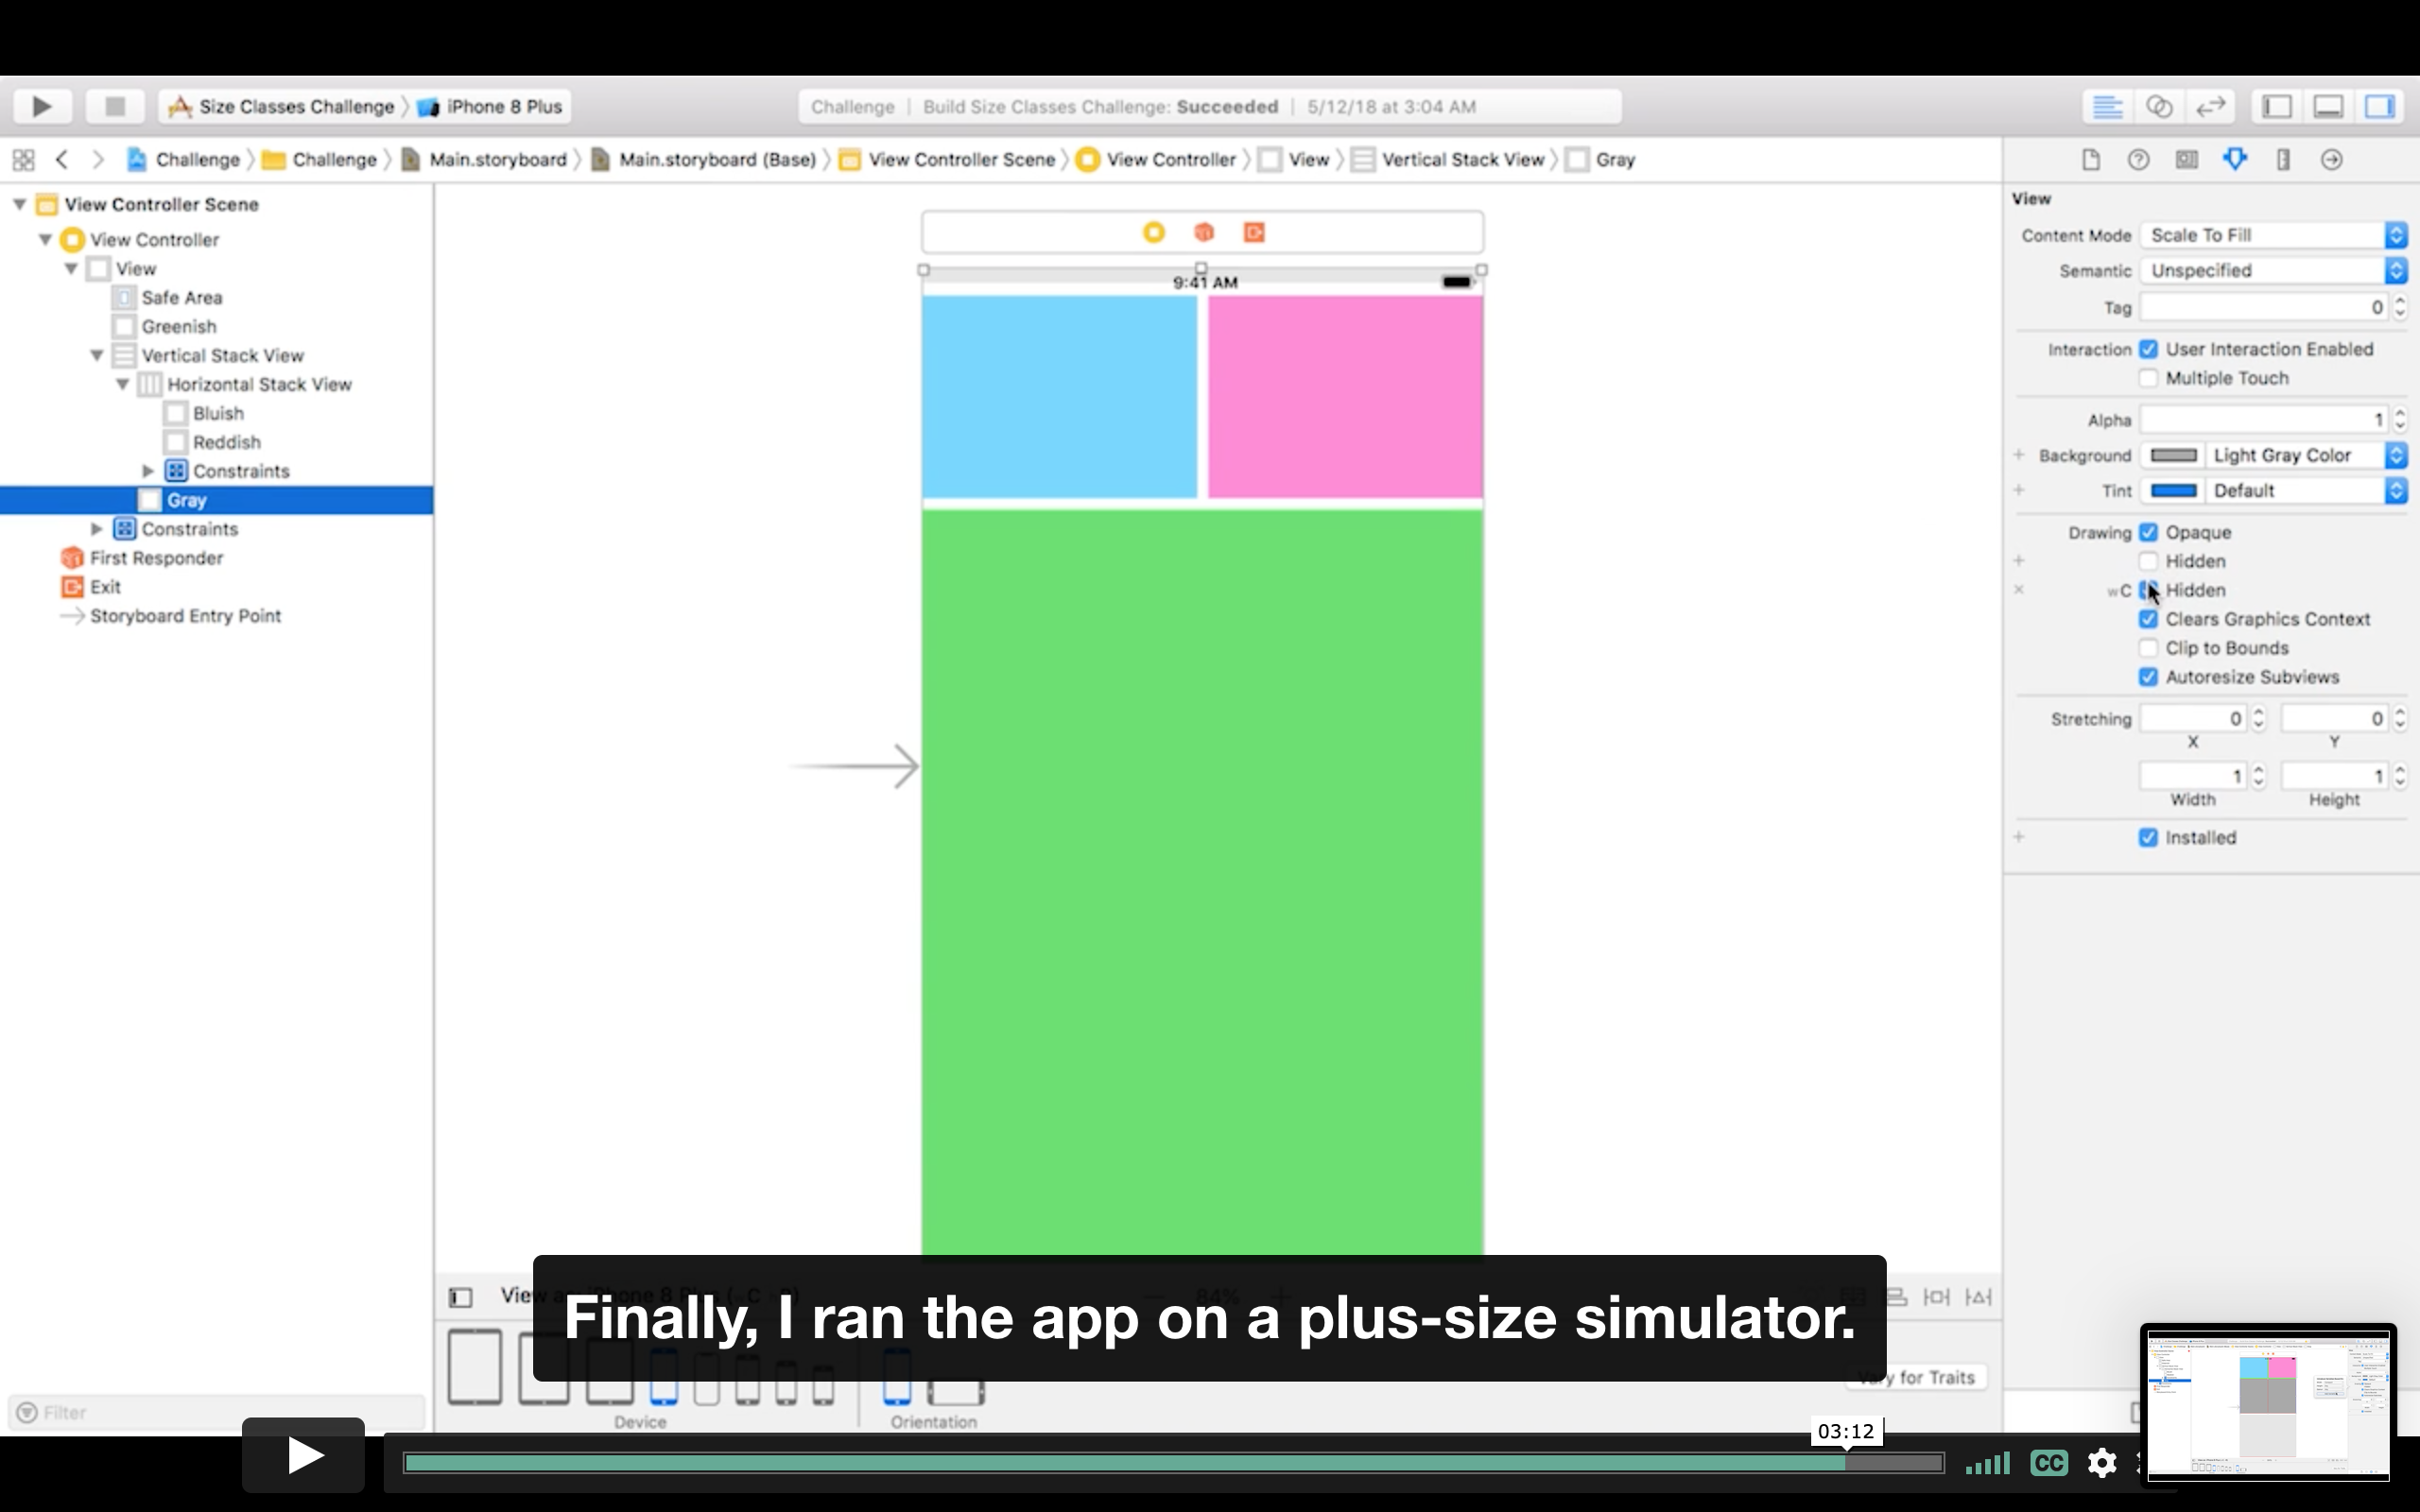 Size Classes Challenge
iPhone 8 Plus
Challenge | Build Size Classes Challenge: Succeeded | 5/12/18 at 3:04 AM
Challenge
Challenge
Main.storyboard
Main.storyboard (Base)
View Controller Scene
View Controller
View
Vertical Stack View
Gray
View Controller Scene
View Controller
View
Safe Area
Greenish
Vertical Stack View
Horizontal Stack View
Bluish
Reddish
Constraints
Gray
Constraints
First Responder
Exit
Storyboard Entry Point
Filter
9:41 AM
View
Content Mode Scale To Fill
Semantic Unspecified
Tag 0
Interaction User Interaction Enabled
Multiple Touch
Alpha 1
+ Background Light Gray Color
+ Tint Default
Drawing Opaque
+ Hidden
× wC Hidden
Clears Graphics Context
Clip to Bounds
Autoresize Subviews
Stretching 0 0
X Y
1 1
Width Height
+ Installed
Finally, I ran the app on a plus-size simulator.
Device
Orientation
03:12
CC